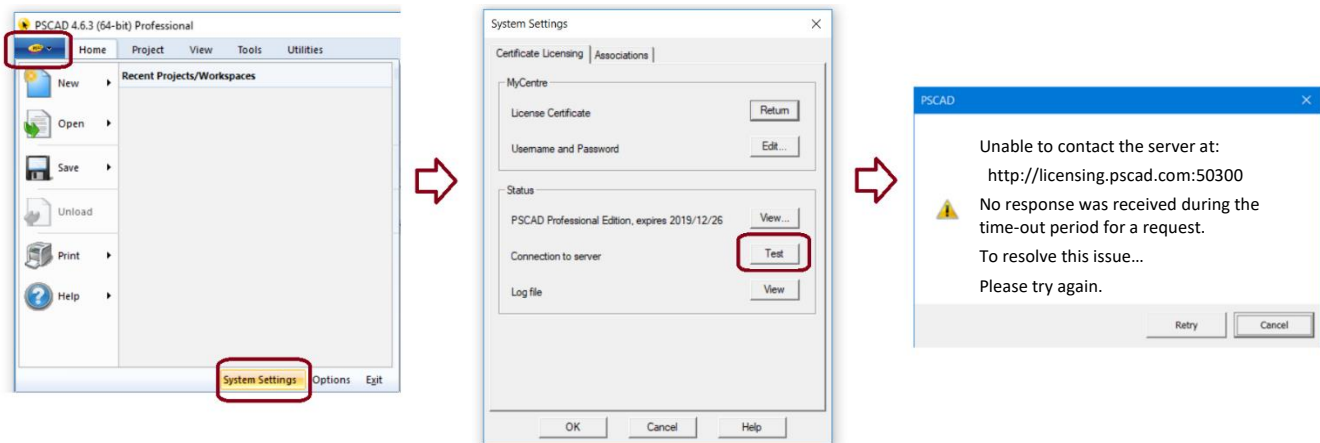 PSCAD 4.6.3 (64-bit) Professional
Home Project View Tools Utilities
New
Open
Save
Unload
Print
Help
Recent Projects/Workspaces
System Settings Options Exit
System Settings
Certificate Licensing Associations
MyCentre
License Certificate Return
Username and Password Edit...
Status
PSCAD Professional Edition, expires 2019/12/26 View...
Connection to server Test
Log file View
OK Cancel Help
PSCAD
Unable to contact the server at:
http://licensing.pscad.com:50300
No response was received during the
time-out period for a request.
To resolve this issue…
Please try again.
Retry Cancel